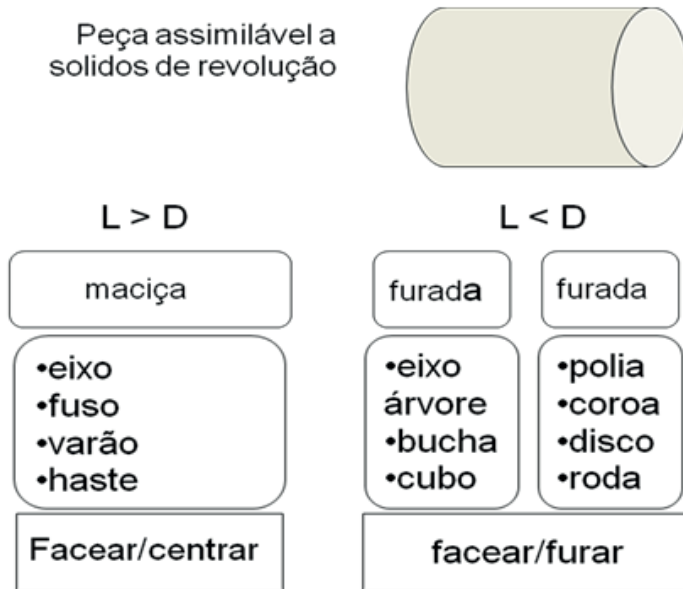 Peça assimilável a
solidos de revolução
L > D
L < D
maciça
furada
furada
•eixo
•fuso
•varão
•haste
•eixo
árvore
•bucha
•cubo
•polia
•coroa
•disco
•roda
Facear/centrar
facear/furar